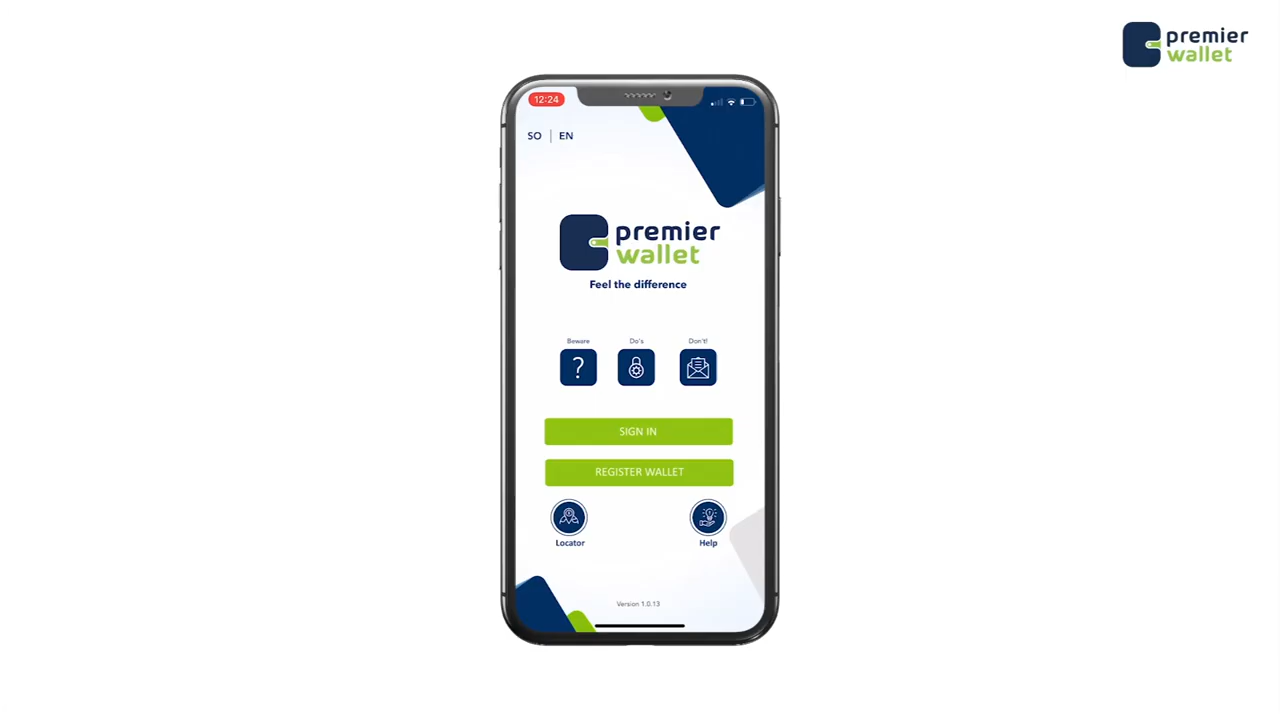 premier
wallet
12:24
SO | EN
premier
wallet
Feel the difference
Beware Do's Don't!
?
SIGN IN
REGISTER WALLET
Locator Help
Version 1.0.13